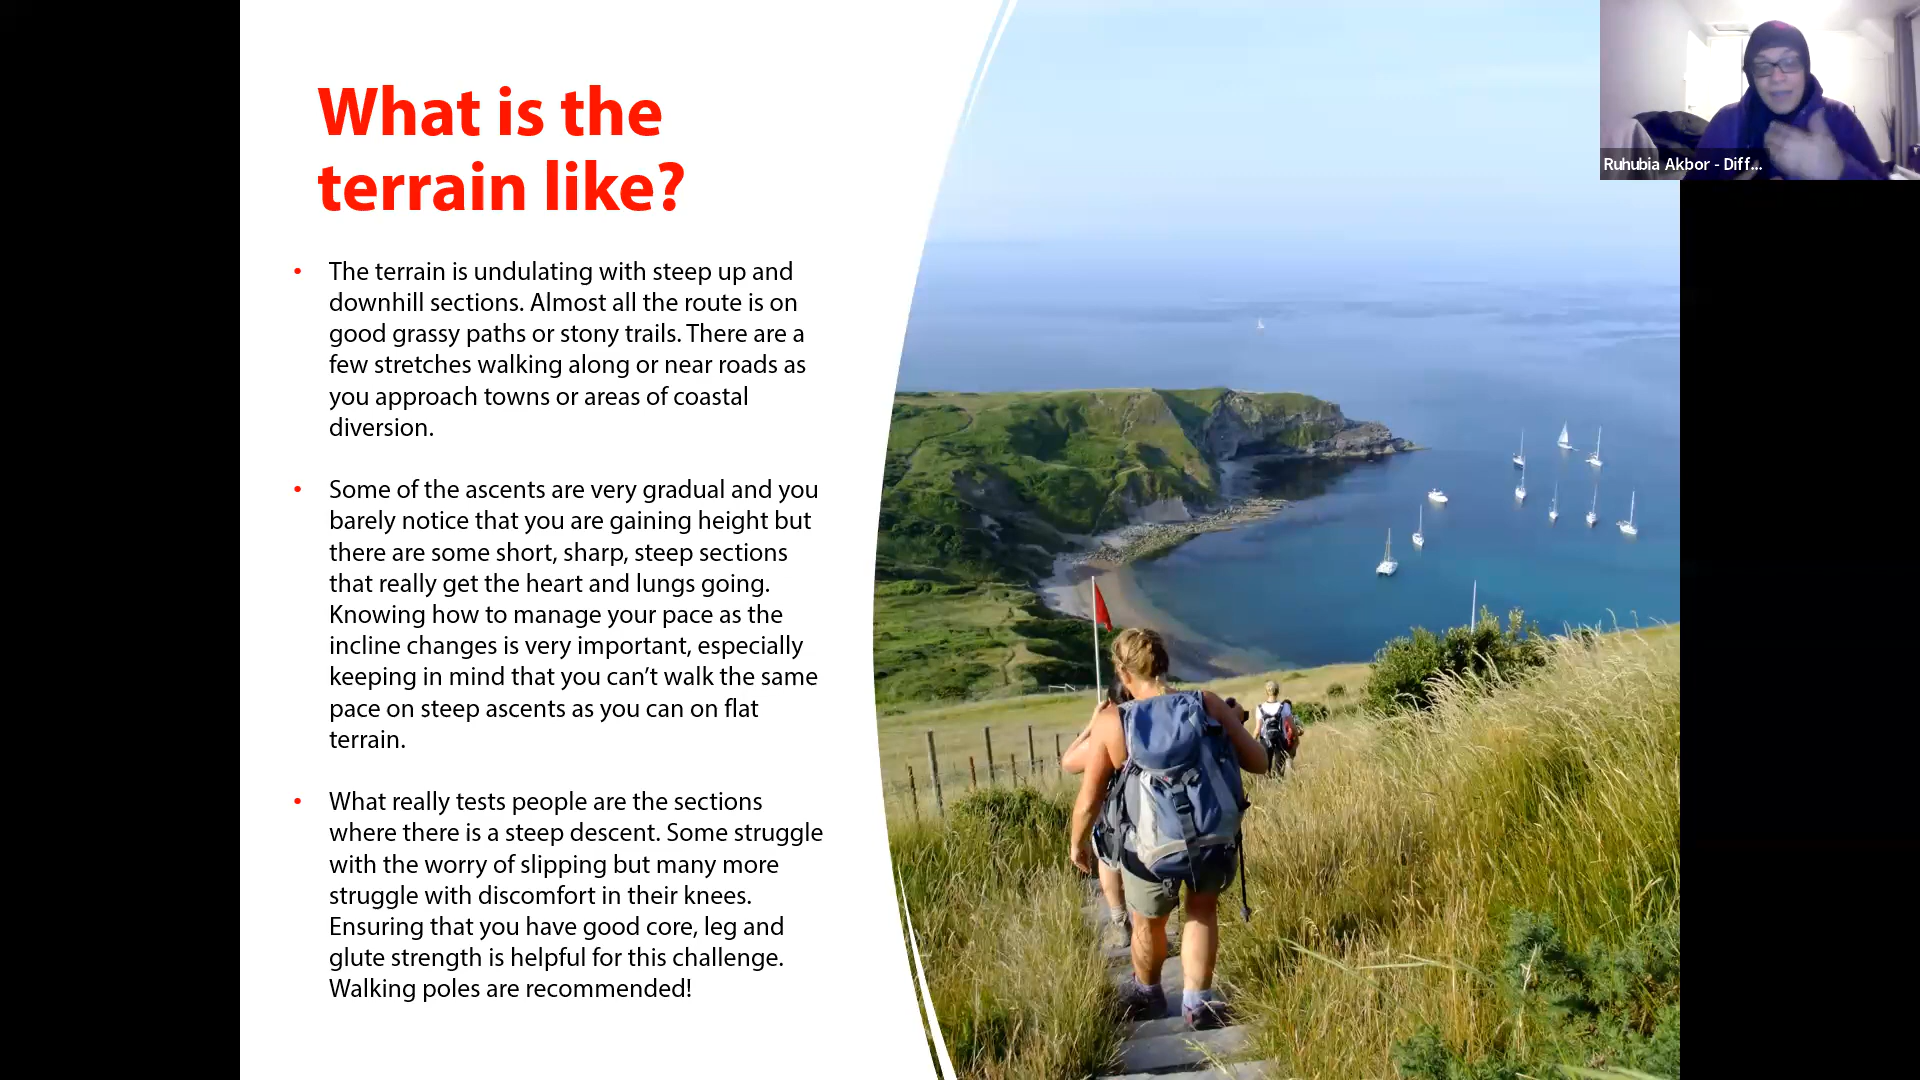 What is the
terrain like?
• The terrain is undulating with steep up and
downhill sections. Almost all the route is on
good grassy paths or stony trails. There are a
few stretches walking along or near roads as
you approach towns or areas of coastal
diversion.
• Some of the ascents are very gradual and you
barely notice that you are gaining height but
there are some short, sharp, steep sections
that really get the heart and lungs going.
Knowing how to manage your pace as the
incline changes is very important, especially
keeping in mind that you can’t walk the same
pace on steep ascents as you can on flat
terrain.
• What really tests people are the sections
where there is a steep descent. Some struggle
with the worry of slipping but many more
struggle with discomfort in their knees.
Ensuring that you have good core, leg and
glute strength is helpful for this challenge.
Walking poles are recommended!
Ruhubia Akbor - Diff...